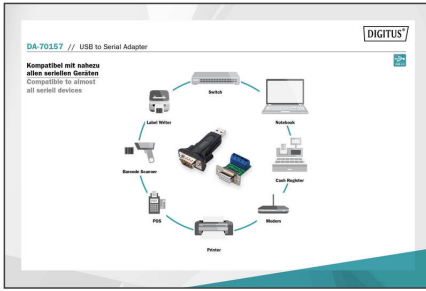 DIGITUS®
DA-70157 // USB to Serial Adapter
Kompatibel mit nahezu
allen seriellen Geräten
Compatible to almost
all seriell devices
Switch
Label Writer
Notebook
Barcode Scanner
Cash Register
POS
Modem
Printer